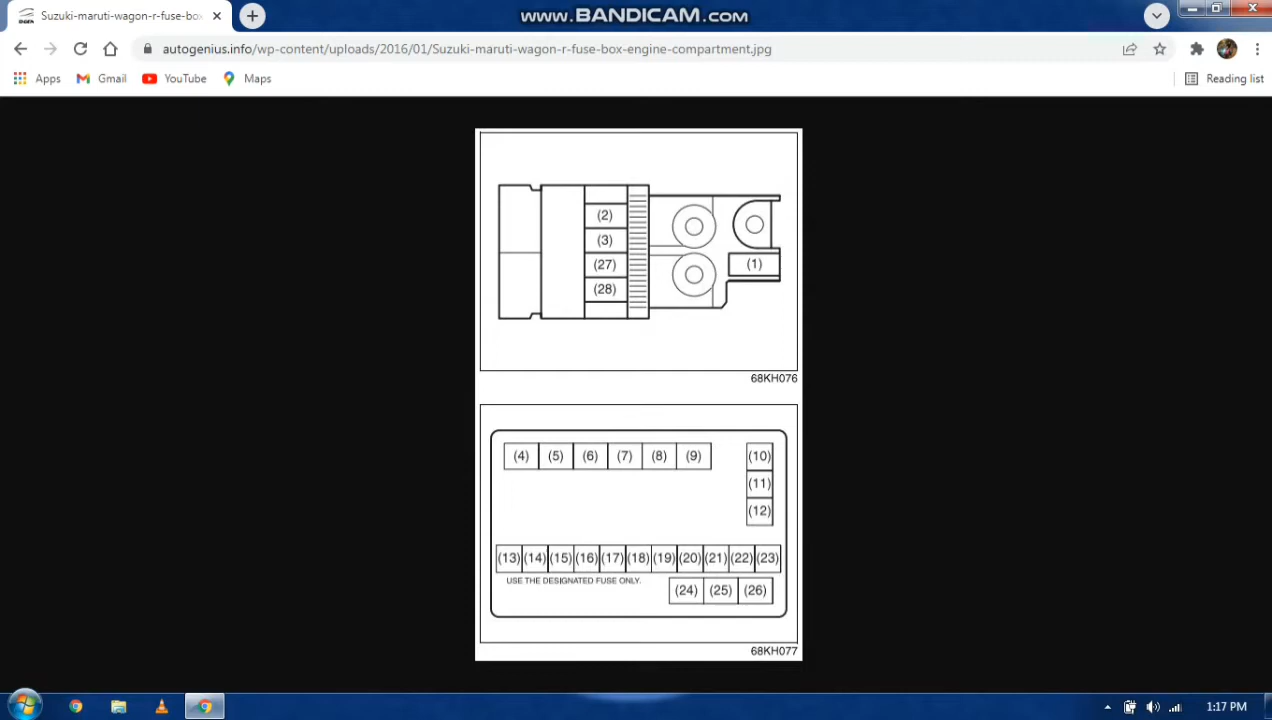 Suzuki-maruti-wagon-r-fuse-box
www.BANDICAM.com
autogenius.info/wp-content/uploads/2016/01/Suzuki-maruti-wagon-r-fuse-box-engine-compartment.jpg
Apps Gmail YouTube Maps Reading list
(2)
(3)
(27) (1)
(28)
68KH076
(4) (5) (6) (7) (8) (9) (10)
(11)
(12)
(13) (14) (15) (16) (17) (18) (19) (20) (21) (22) (23)
USE THE DESIGNATED FUSE ONLY.
(24) (25) (26)
68KH077
1:17 PM